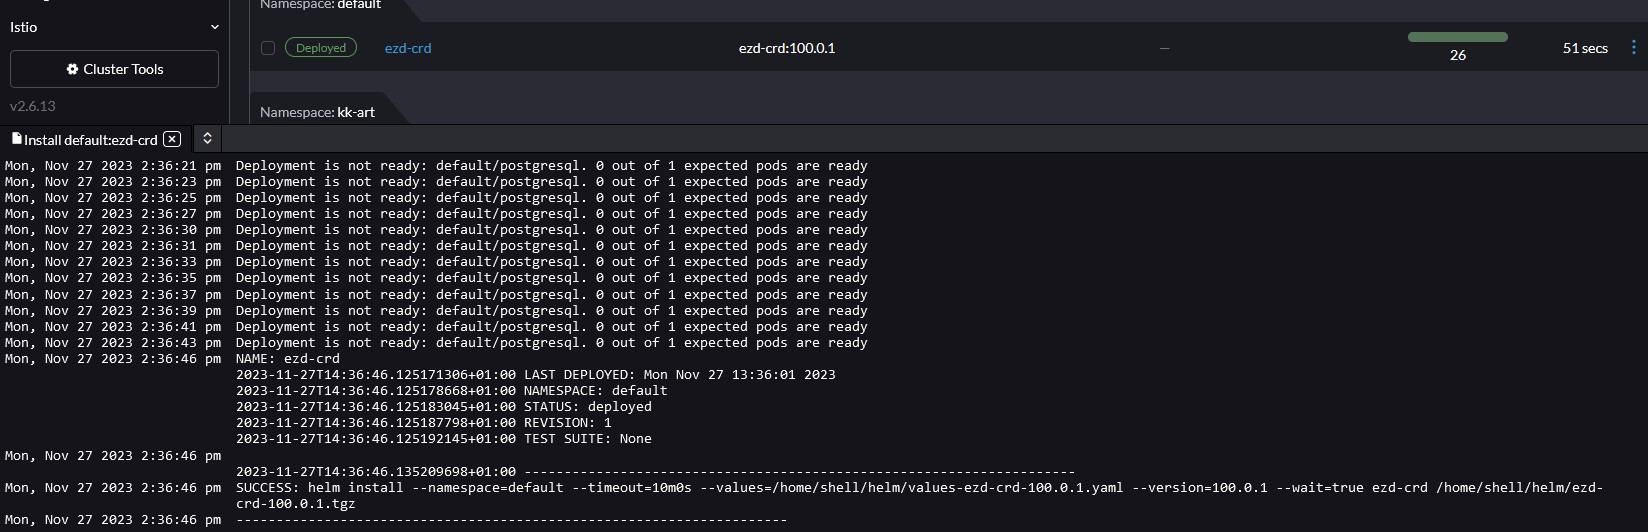 Namespace: default
Istio
Deployed ezd-crd ezd-crd:100.0.1 — 26 51 secs
Cluster Tools
v2.6.13
Namespace: kk-art
Install default:ezd-crd
Mon, Nov 27 2023 2:36:21 pm Deployment is not ready: default/postgresql. 0 out of 1 expected pods are ready
Mon, Nov 27 2023 2:36:23 pm Deployment is not ready: default/postgresql. 0 out of 1 expected pods are ready
Mon, Nov 27 2023 2:36:25 pm Deployment is not ready: default/postgresql. 0 out of 1 expected pods are ready
Mon, Nov 27 2023 2:36:27 pm Deployment is not ready: default/postgresql. 0 out of 1 expected pods are ready
Mon, Nov 27 2023 2:36:30 pm Deployment is not ready: default/postgresql. 0 out of 1 expected pods are ready
Mon, Nov 27 2023 2:36:31 pm Deployment is not ready: default/postgresql. 0 out of 1 expected pods are ready
Mon, Nov 27 2023 2:36:33 pm Deployment is not ready: default/postgresql. 0 out of 1 expected pods are ready
Mon, Nov 27 2023 2:36:35 pm Deployment is not ready: default/postgresql. 0 out of 1 expected pods are ready
Mon, Nov 27 2023 2:36:37 pm Deployment is not ready: default/postgresql. 0 out of 1 expected pods are ready
Mon, Nov 27 2023 2:36:39 pm Deployment is not ready: default/postgresql. 0 out of 1 expected pods are ready
Mon, Nov 27 2023 2:36:41 pm Deployment is not ready: default/postgresql. 0 out of 1 expected pods are ready
Mon, Nov 27 2023 2:36:43 pm Deployment is not ready: default/postgresql. 0 out of 1 expected pods are ready
Mon, Nov 27 2023 2:36:46 pm NAME: ezd-crd
2023-11-27T14:36:46.125171306+01:00 LAST DEPLOYED: Mon Nov 27 13:36:01 2023
2023-11-27T14:36:46.125178668+01:00 NAMESPACE: default
2023-11-27T14:36:46.125183045+01:00 STATUS: deployed
2023-11-27T14:36:46.125187798+01:00 REVISION: 1
2023-11-27T14:36:46.125192145+01:00 TEST SUITE: None
Mon, Nov 27 2023 2:36:46 pm
2023-11-27T14:36:46.135209698+01:00 ---------------------------------------------------------------------
Mon, Nov 27 2023 2:36:46 pm SUCCESS: helm install --namespace=default --timeout=10m0s --values=/home/shell/helm/values-ezd-crd-100.0.1.yaml --version=100.0.1 --wait=true ezd-crd /home/shell/helm/ezd-
crd-100.0.1.tgz
Mon, Nov 27 2023 2:36:46 pm ---------------------------------------------------------------------